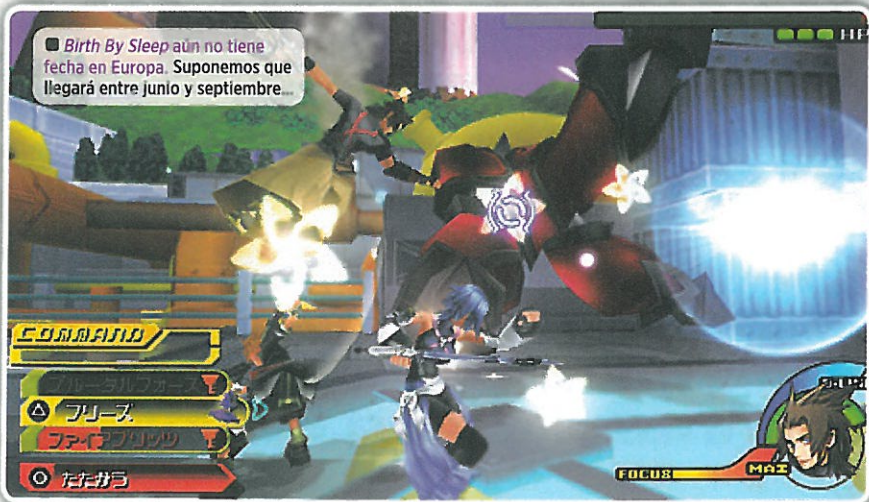 ■ Birth By Sleep aún no tiene
fecha en Europa. Suponemos que
llegará entre junio y septiembre...
HP
COMMAND
ブルータルフォース
フリーズ
ファイアブリッツ
たたかう
FOCUS
MAX